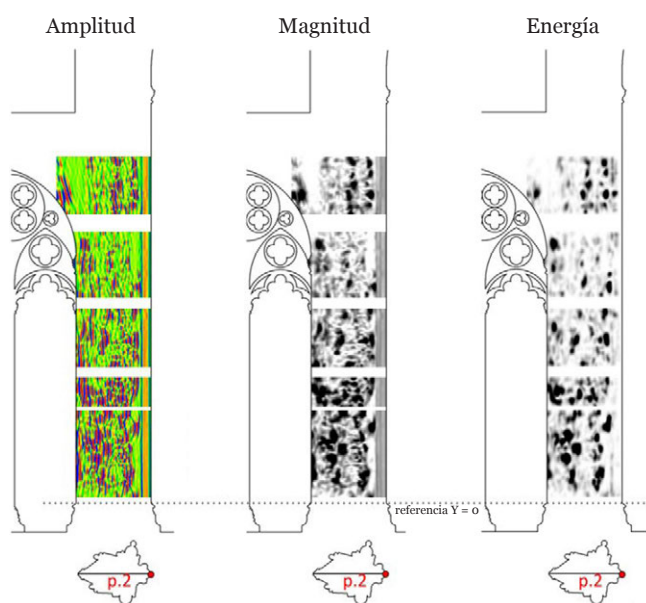 Amplitud
Magnitud
Energía
referencia Y = 0
p.2
p.2
p.2